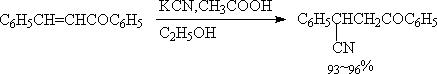 C₆H₅CH=CHCOC₆H₅ KCN,CH₃COOH C₂H₅OH C₆H₅CHCH₂COC₆H₅
CN
93~96%